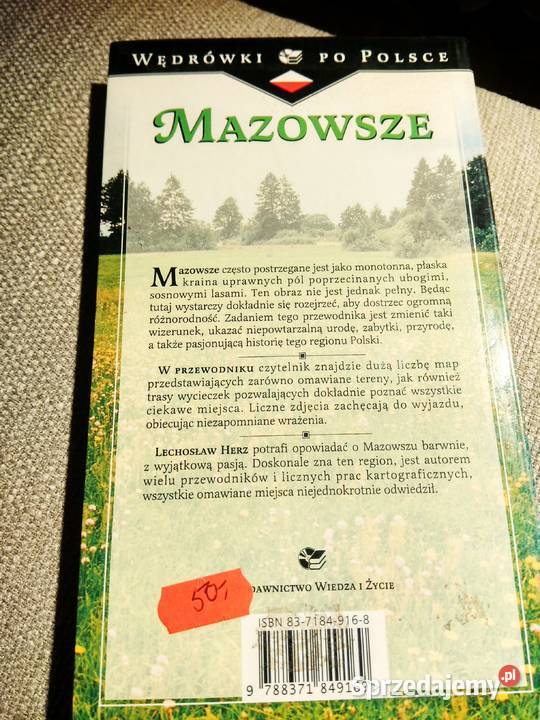 WĘDRÓWKI PO POLSCE
MAZOWSZE
Mazowsze często postrzegane jest jako monotonna, płaska
kraina uprawnych pól poprzecinanych ubogimi,
sosnowymi lasami. Ten obraz nie jest jednak pełny. Będąc
tutaj wystarczy dokładnie się rozejrzeć, aby dostrzec ogromną
różnorodność. Zadaniem tego przewodnika jest zmienić taki
wizerunek, ukazać niepowtarzalną urodę, zabytki, przyrodę,
a także pasjonującą historię tego regionu Polski.
W PRZEWODNIKU czytelnik znajdzie dużą liczbę map
przedstawiających zarówno omawiane tereny, jak również
trasy wycieczek pozwalających dokładnie poznać wszystkie
ciekawe miejsca. Liczne zdjęcia zachęcają do wyjazdu,
obiecując niezapomniane wrażenia.
LECHOSŁAW HERZ potrafi opowiadać o Mazowszu barwnie,
z wyjątkową pasją. Doskonale zna ten region, jest autorem
wielu przewodników i licznych prac kartograficznych,
wszystkie omawiane miejsca niejednokrotnie odwiedził.
DAWNICTWO WIEDZA I ŻYCIE
50,-
ISBN 83-7184-916-8
9 788371 84916
Sprzedajemy.pl